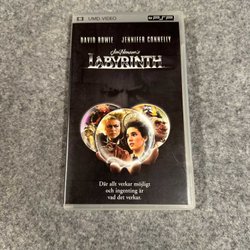 UMD VIDEO
PSP
DAVID BOWIE JENNIFER CONNELLY
Jim Henson's
LABYRINTH
Där allt verkar möjligt
och ingenting är
vad det verkar.